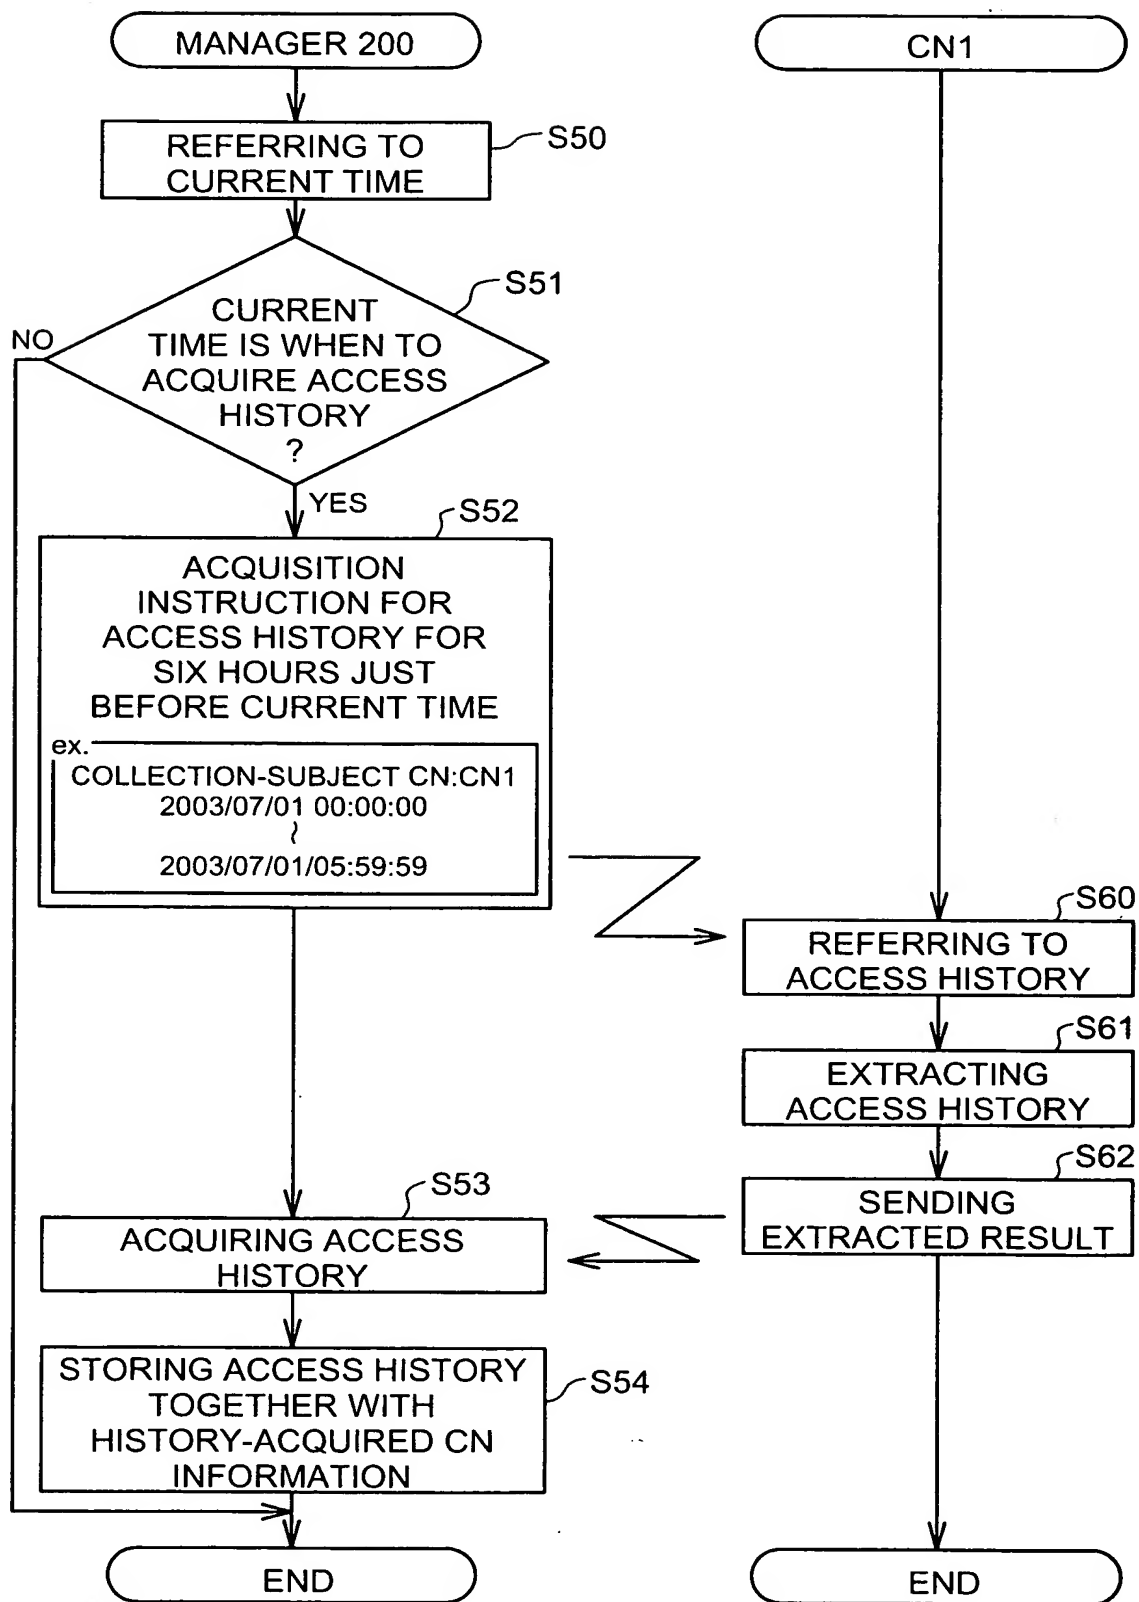 MANAGER 200
CN1
REFERRING TO
CURRENT TIME
S50
S51
CURRENT
TIME IS WHEN TO
ACQUIRE ACCESS
HISTORY
?
NO
YES
S52
ACQUISITION
INSTRUCTION FOR
ACCESS HISTORY FOR
SIX HOURS JUST
BEFORE CURRENT TIME
ex.
COLLECTION-SUBJECT CN:CN1
2003/07/01 00:00:00
~
2003/07/01/05:59:59
S60
REFERRING TO
ACCESS HISTORY
S61
EXTRACTING
ACCESS HISTORY
S62
SENDING
EXTRACTED RESULT
S53
ACQUIRING ACCESS
HISTORY
STORING ACCESS HISTORY
TOGETHER WITH
HISTORY-ACQUIRED CN
INFORMATION
S54
END
END